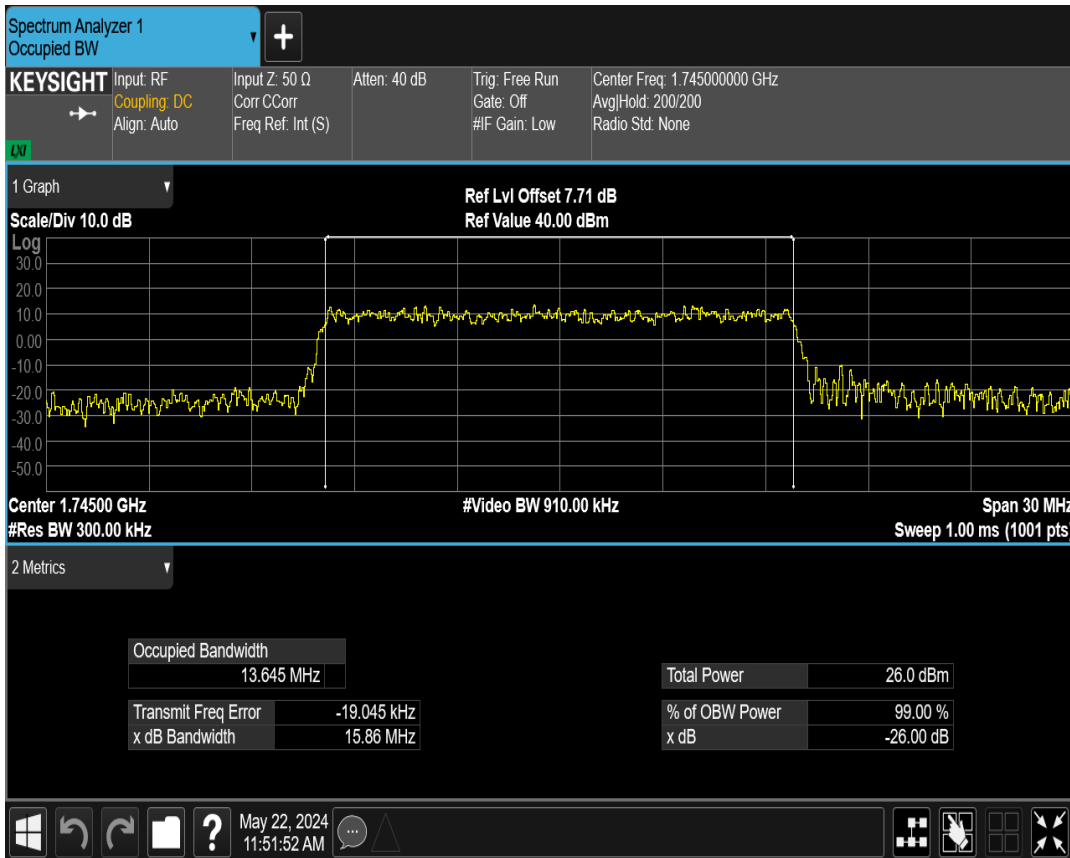 Spectrum Analyzer 1
Occupied BW
KEYSIGHT
Input: RF
Coupling: DC
Align: Auto
Input Z: 50 Ω
Corr CCorr
Freq Ref: Int (S)
Atten: 40 dB
Trig: Free Run
Gate: Off
#IF Gain: Low
Center Freq: 1.745000000 GHz
Avg|Hold: 200/200
Radio Std: None
LXI
1 Graph
Scale/Div 10.0 dB
Ref Lvl Offset 7.71 dB
Ref Value 40.00 dBm
Log
30.0
20.0
10.0
0.00
-10.0
-20.0
-30.0
-40.0
-50.0
Center 1.74500 GHz
#Res BW 300.00 kHz
#Video BW 910.00 kHz
Span 30 MHz
Sweep 1.00 ms (1001 pts)
2 Metrics
Occupied Bandwidth
13.645 MHz
Transmit Freq Error -19.045 kHz
x dB Bandwidth 15.86 MHz
Total Power 26.0 dBm
% of OBW Power 99.00 %
x dB -26.00 dB
May 22, 2024
11:51:52 AM